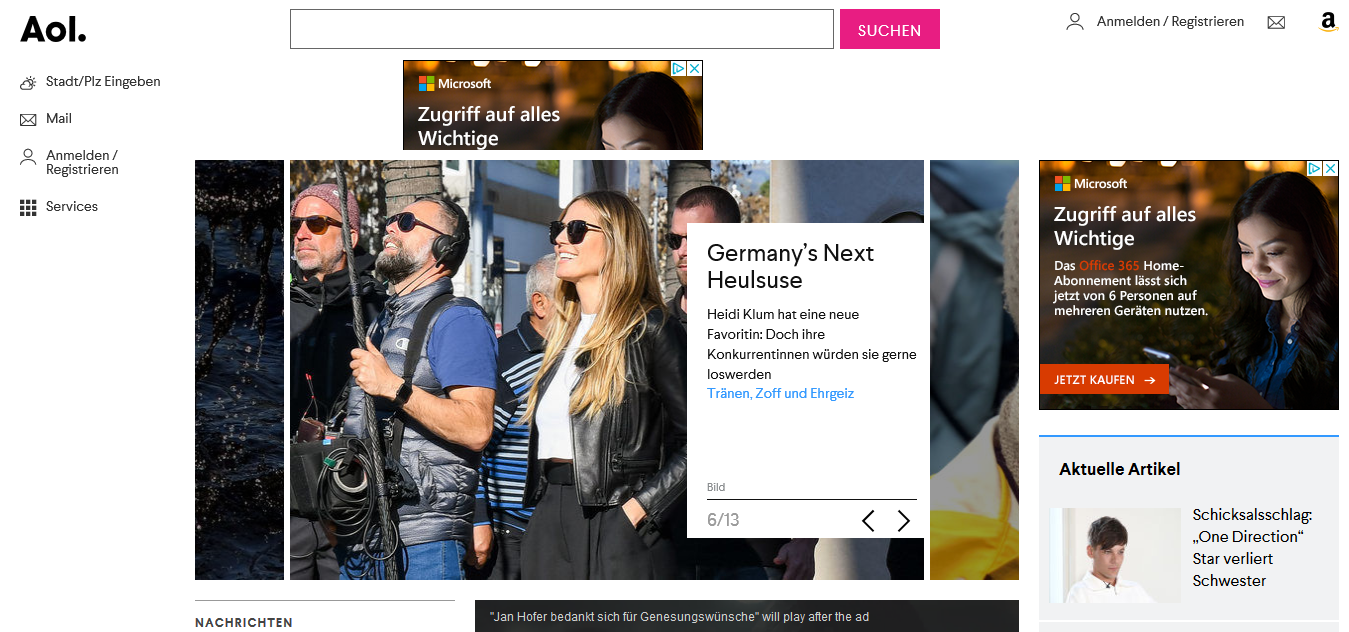 Aol.
SUCHEN
Anmelden / Registrieren
a
Stadt/Plz Eingeben
Mail
Anmelden /
Registrieren
Services
Microsoft
Zugriff auf alles
Wichtige
Germany’s Next
Heulsuse
Heidi Klum hat eine neue
Favoritin: Doch ihre
Konkurrentinnen würden sie gerne
loswerden
Tränen, Zoff und Ehrgeiz
Bild
6/13
Microsoft
Zugriff auf alles
Wichtige
Das Office 365 Home-
Abonnement lässt sich
jetzt von 6 Personen auf
mehreren Geräten nutzen.
JETZT KAUFEN →
Aktuelle Artikel
Schicksalsschlag:
„One Direction“
Star verliert
Schwester
NACHRICHTEN
"Jan Hofer bedankt sich für Genesungswünsche" will play after the ad